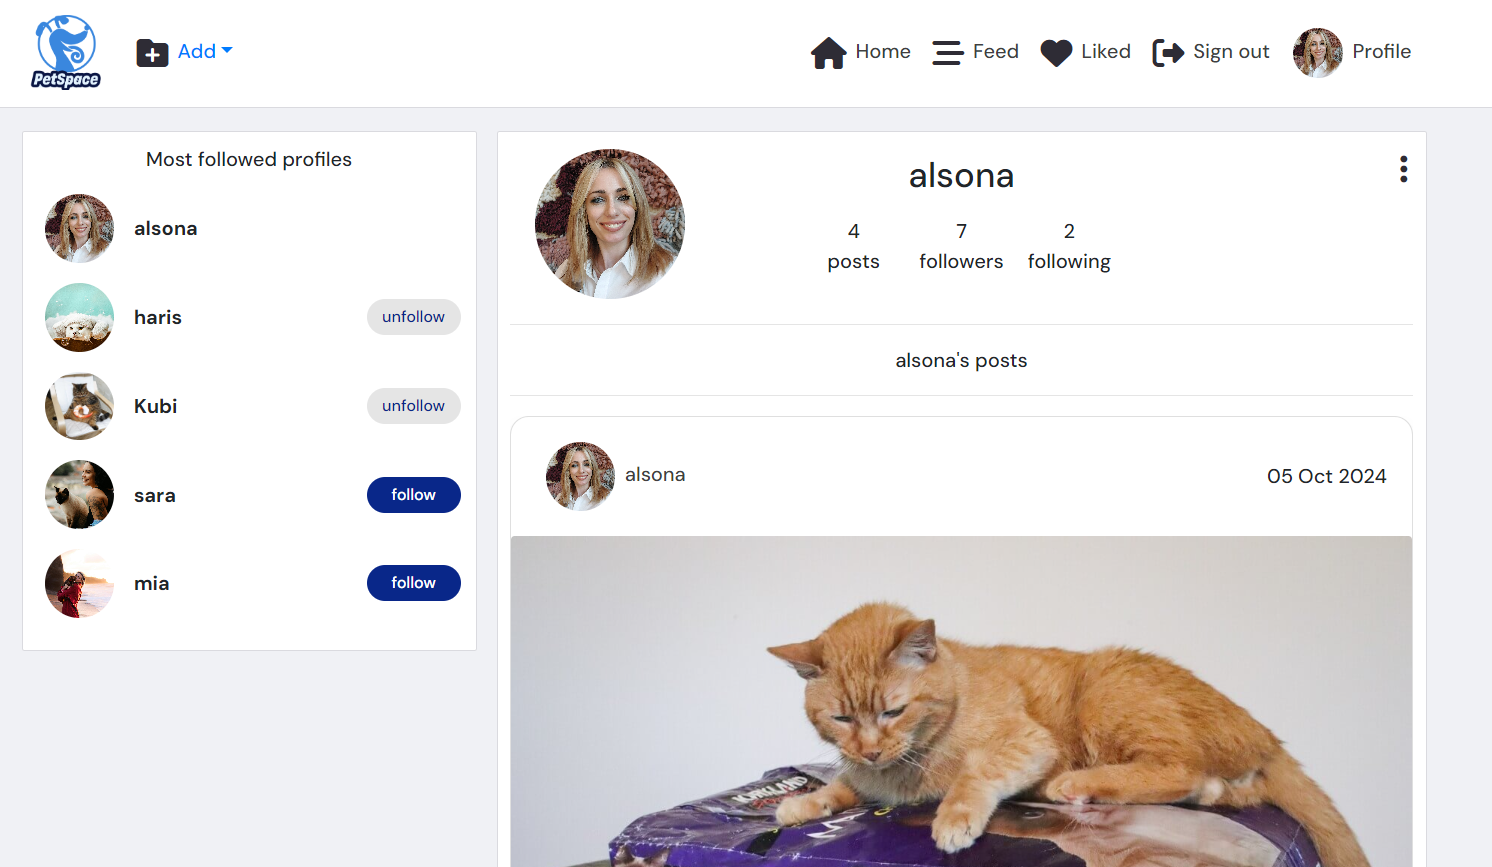 PetSpace
Add
Home
Feed
Liked
Sign out
Profile
Most followed profiles
alsona
haris
unfollow
Kubi
unfollow
sara
follow
mia
follow
alsona
4 posts
7 followers
2 following
alsona's posts
alsona
05 Oct 2024
KIRKLAND